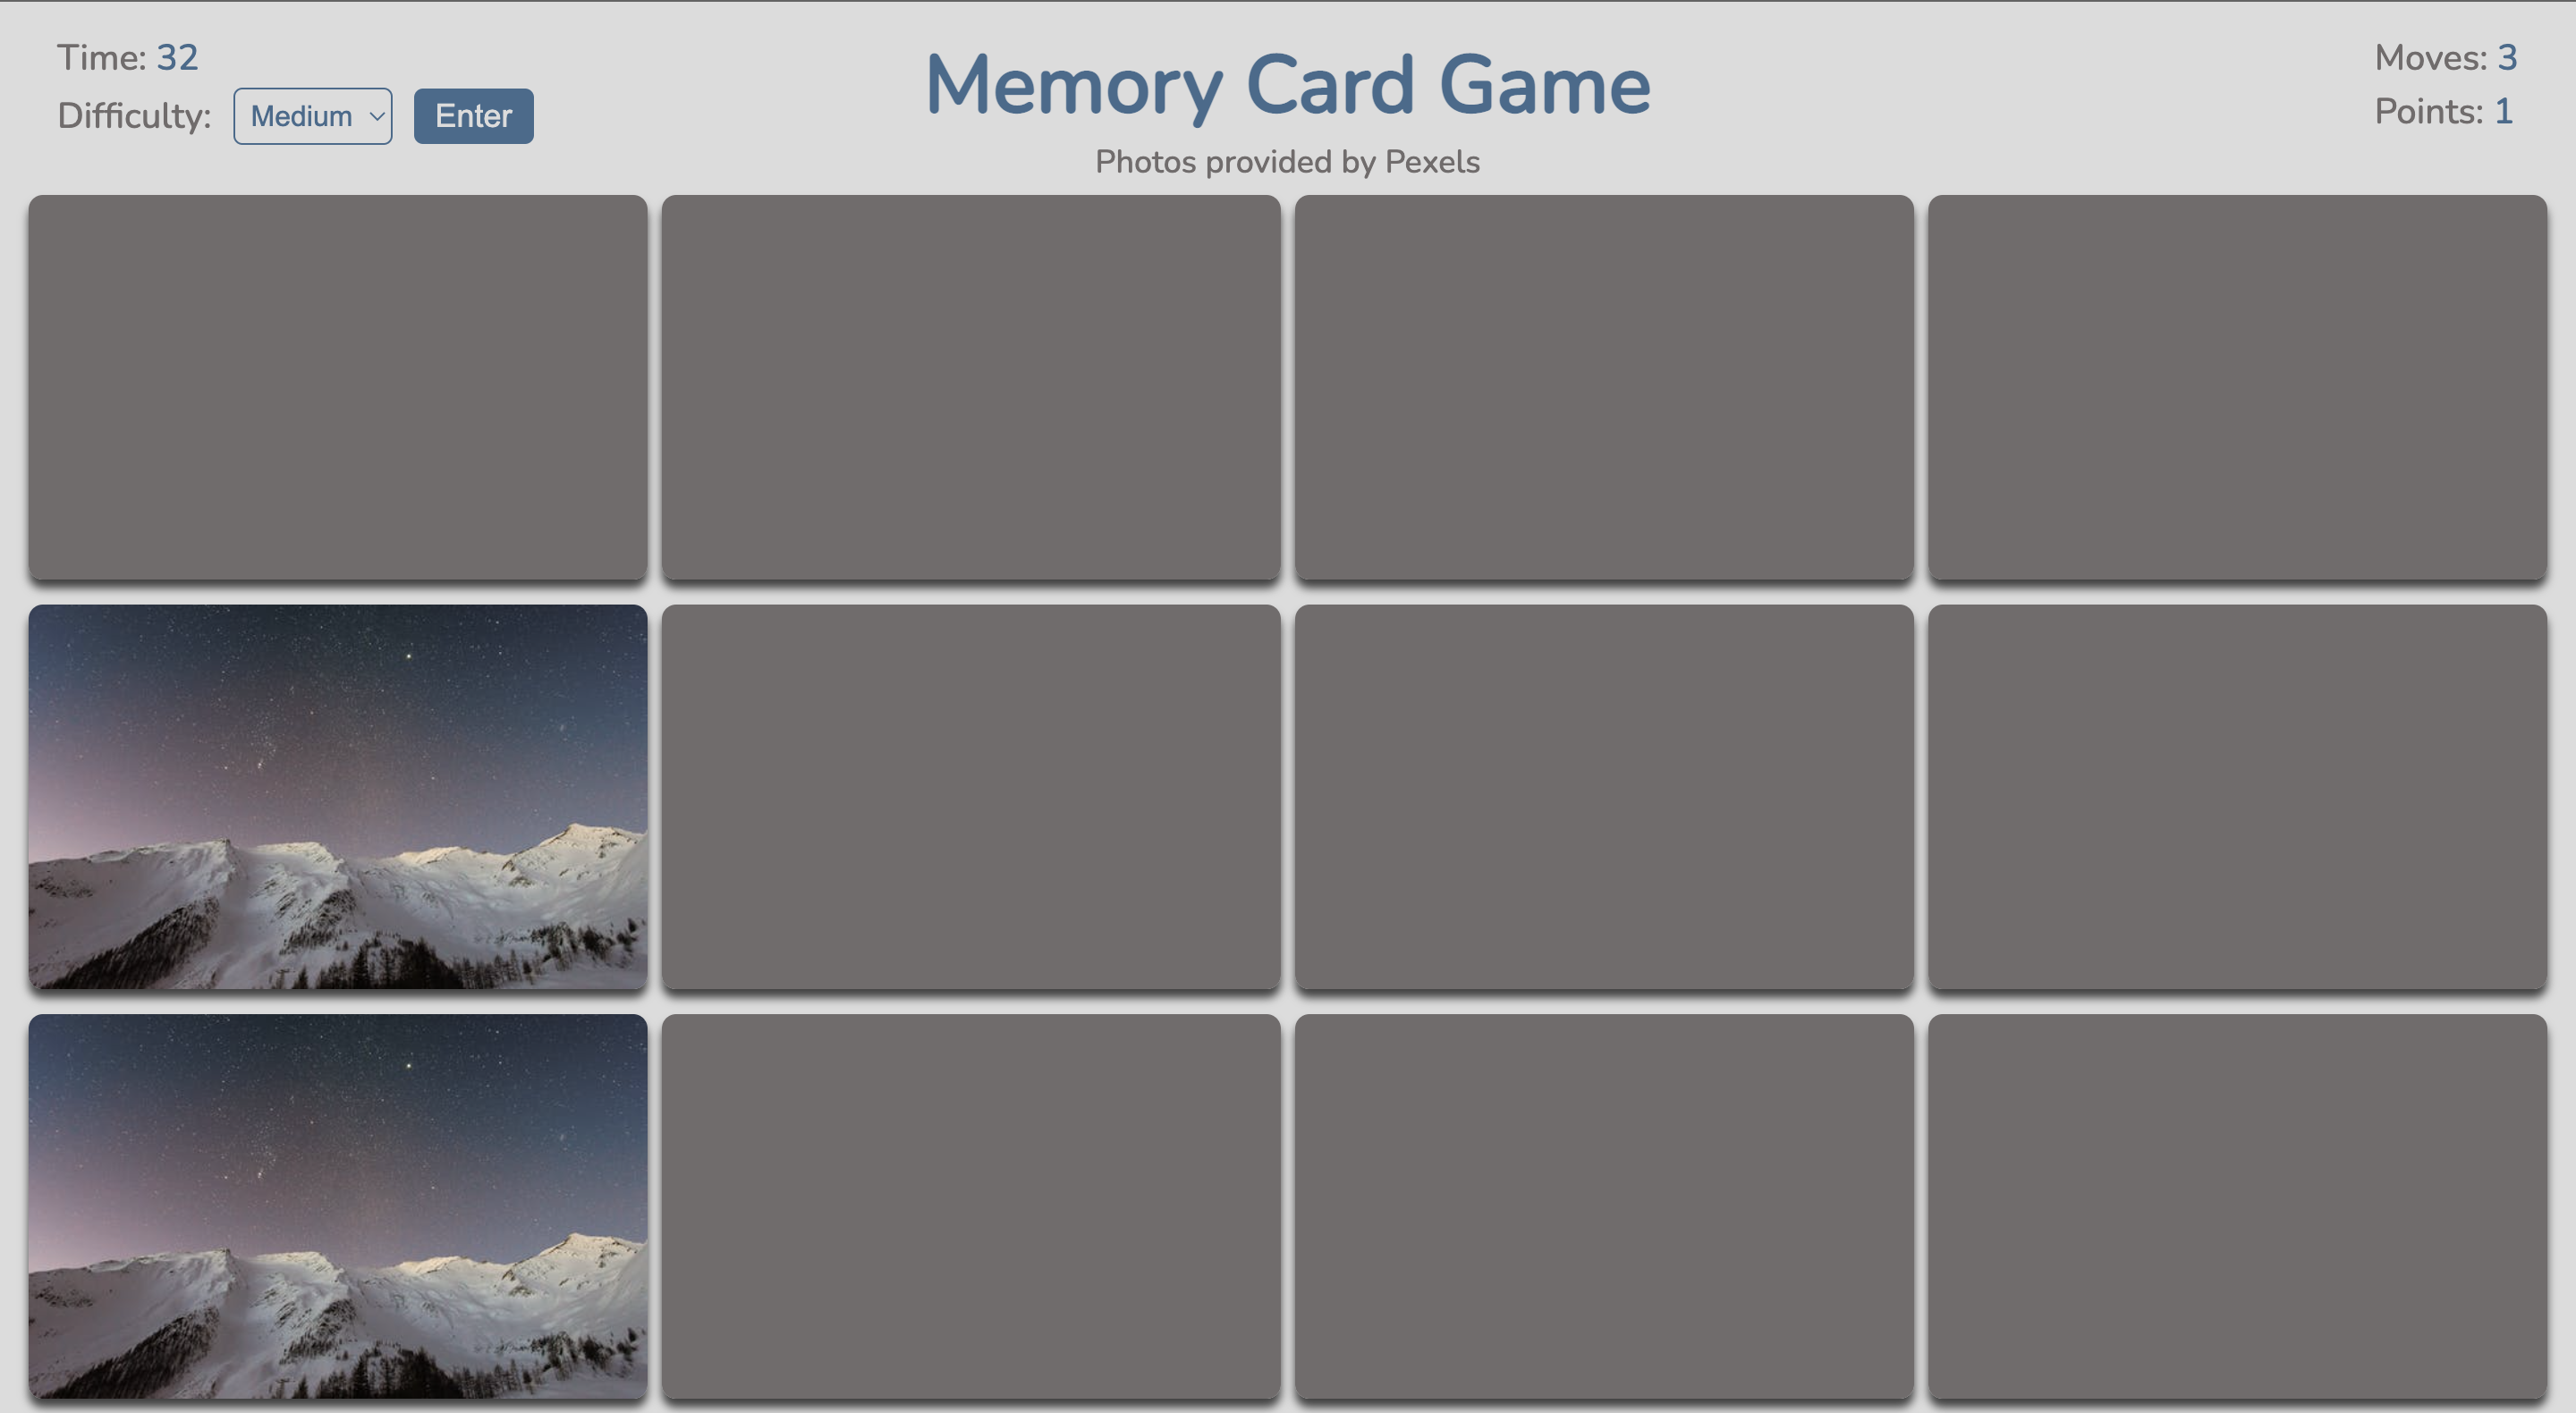 Time: 32
Difficulty: Medium Enter
Memory Card Game
Photos provided by Pexels
Moves: 3
Points: 1